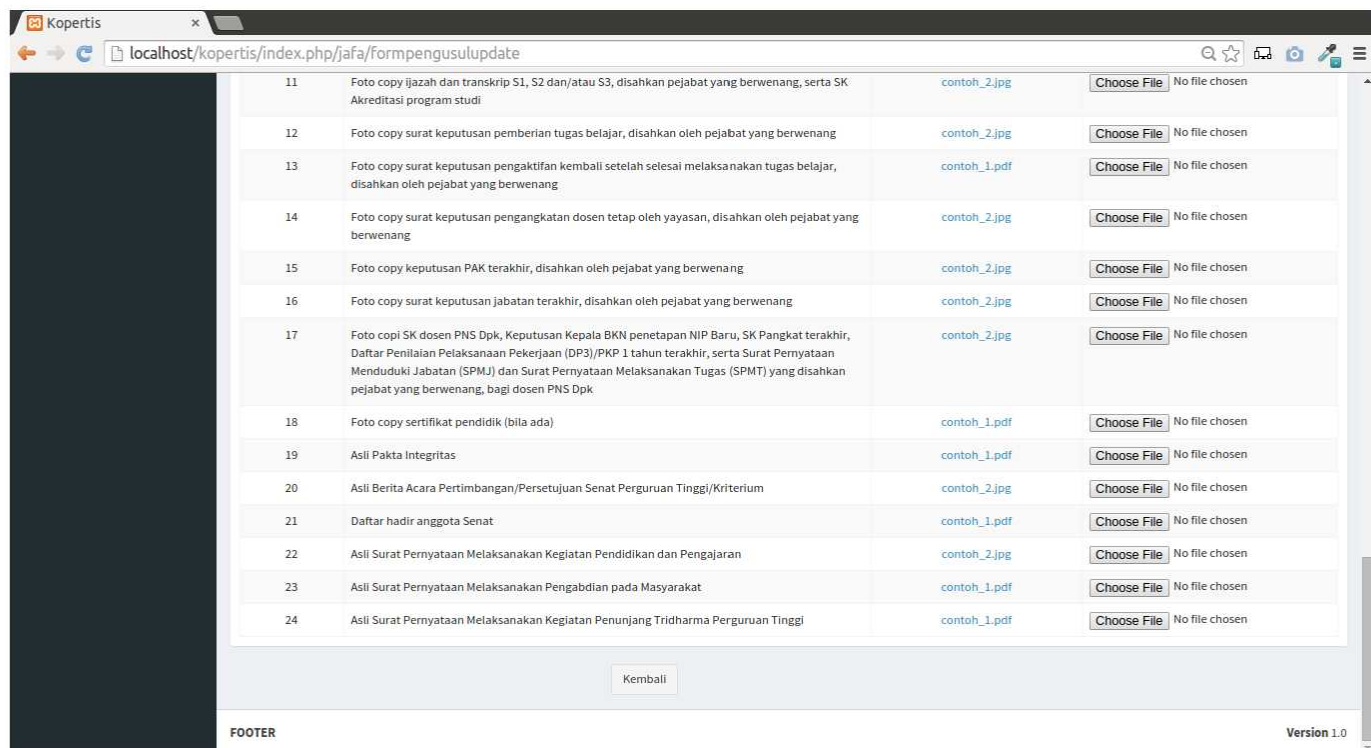 Kopertis
localhost/kopertis/index.php/jafa/formpengusulupdate
11 Foto copy ijazah dan transkrip S1, S2 dan/atau S3, disahkan pejabat yang berwenang, serta SK contoh_2.jpg Choose File No file chosen
Akreditasi program studi
12 Foto copy surat keputusan pemberian tugas belajar, disahkan oleh pejabat yang berwenang contoh_2.jpg Choose File No file chosen
13 Foto copy surat keputusan pengaktifan kembali setelah selesai melaksanakan tugas belajar, contoh_1.pdf Choose File No file chosen
disahkan oleh pejabat yang berwenang
14 Foto copy surat keputusan pengangkatan dosen tetap oleh yayasan, disahkan oleh pejabat yang contoh_2.jpg Choose File No file chosen
berwenang
15 Foto copy keputusan PAK terakhir, disahkan oleh pejabat yang berwenang contoh_2.jpg Choose File No file chosen
16 Foto copy surat keputusan jabatan terakhir, disahkan oleh pejabat yang berwenang contoh_2.jpg Choose File No file chosen
17 Foto copi SK dosen PNS Dpk, Keputusan Kepala BKN penetapan NIP Baru, SK Pangkat terakhir, contoh_2.jpg Choose File No file chosen
Daftar Penilaian Pelaksanaan Pekerjaan (DP3)/PKP 1 tahun terakhir, serta Surat Pernyataan
Menduduki Jabatan (SPMJ) dan Surat Pernyataan Melaksanakan Tugas (SPMT) yang disahkan
pejabat yang berwenang, bagi dosen PNS Dpk
18 Foto copy sertifikat pendidik (bila ada) contoh_1.pdf Choose File No file chosen
19 Asli Pakta Integritas contoh_1.pdf Choose File No file chosen
20 Asli Berita Acara Pertimbangan/Persetujuan Senat Perguruan Tinggi/Kriterium contoh_2.jpg Choose File No file chosen
21 Daftar hadir anggota Senat contoh_1.pdf Choose File No file chosen
22 Asli Surat Pernyataan Melaksanakan Kegiatan Pendidikan dan Pengajaran contoh_2.jpg Choose File No file chosen
23 Asli Surat Pernyataan Melaksanakan Pengabdian pada Masyarakat contoh_1.pdf Choose File No file chosen
24 Asli Surat Pernyataan Melaksanakan Kegiatan Penunjang Tridharma Perguruan Tinggi contoh_1.pdf Choose File No file chosen
Kembali
FOOTER Version 1.0